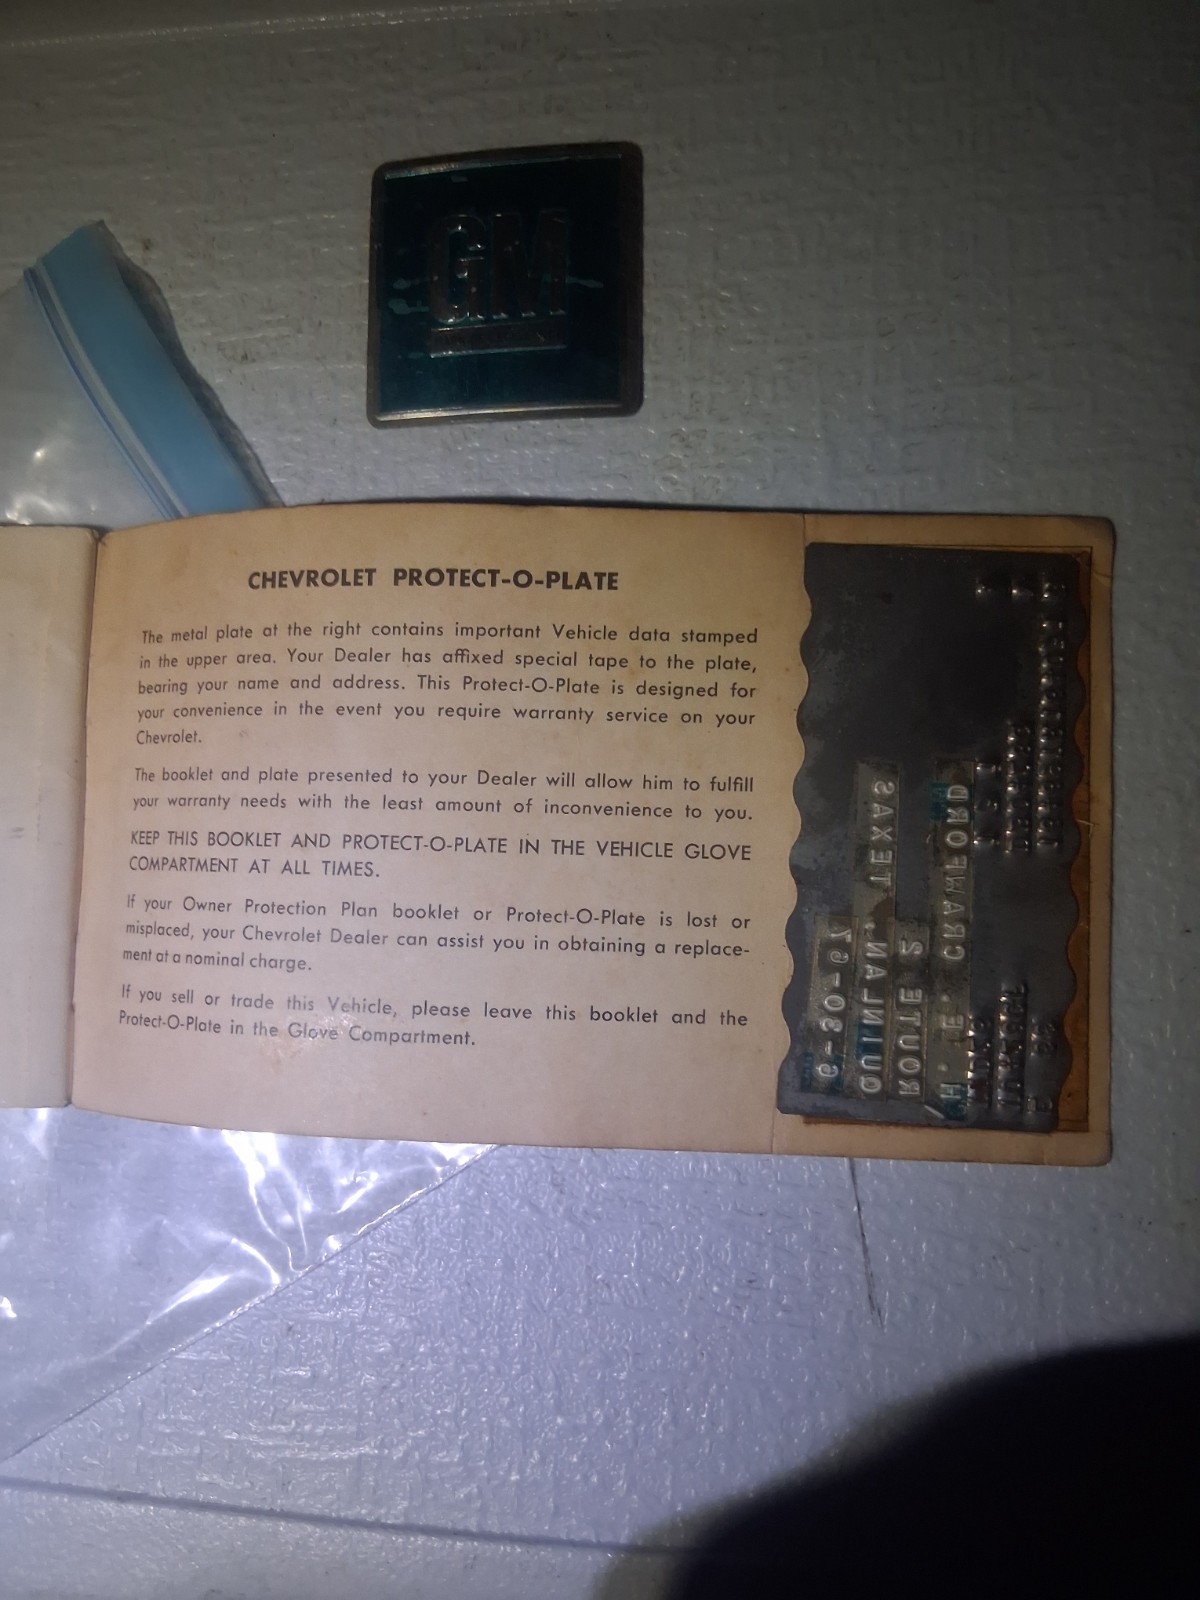 GM
CHEVROLET PROTECT-O-PLATE
The metal plate at the right contains important Vehicle data stamped
in the upper area. Your Dealer has affixed special tape to the plate,
bearing your name and address. This Protect-O-Plate is designed for
your convenience in the event you require warranty service on your
Chevrolet.
The booklet and plate presented to your Dealer will allow him to fulfill
your warranty needs with the least amount of inconvenience to you.
KEEP THIS BOOKLET AND PROTECT-O-PLATE IN THE VEHICLE GLOVE
COMPARTMENT AT ALL TIMES.
If your Owner Protection Plan booklet or Protect-O-Plate is lost or
misplaced, your Chevrolet Dealer can assist you in obtaining a replace-
ment at a nominal charge.
If you sell or trade this Vehicle, please leave this booklet and the
Protect-O-Plate in the Glove Compartment.
CRAWFORD
ROUTE 2
QUINLAN, TEXAS